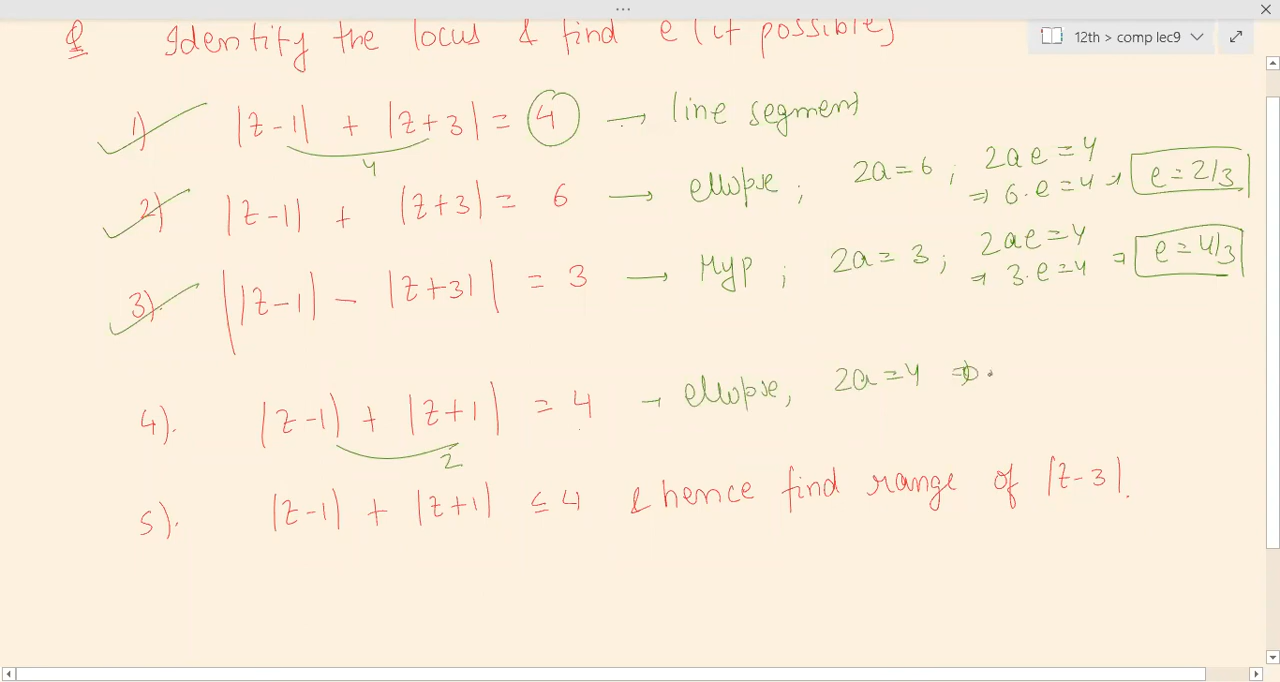 Q Identify the locus & find e (if possible)
12th > comp lec9
1) |z-1| + |z+3| = 4 → line segment
4
2) |z-1| + |z+3| = 6 → ellipse ; 2a = 6 ; 2ae = 4
⇒ 6.e = 4 ⇒ e = 2/3
3). ||z-1| - |z+3|| = 3 → Hyp ; 2a = 3 ; 2ae = 4
⇒ 3.e = 4 ⇒ e = 4/3
4). |z-1| + |z+1| = 4 → ellipse, 2a = 4 ⇒
2
5). |z-1| + |z+1| ≤ 4 & hence find range of |z-3|.